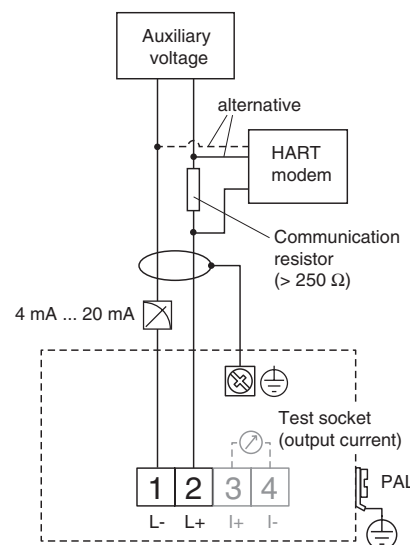 Auxiliary
voltage
alternative
HART
modem
Communication
resistor
(> 250 Ω)
4 mA ... 20 mA
Test socket
(output current)
1 2 3 4
L- L+ I+ I-
PAL